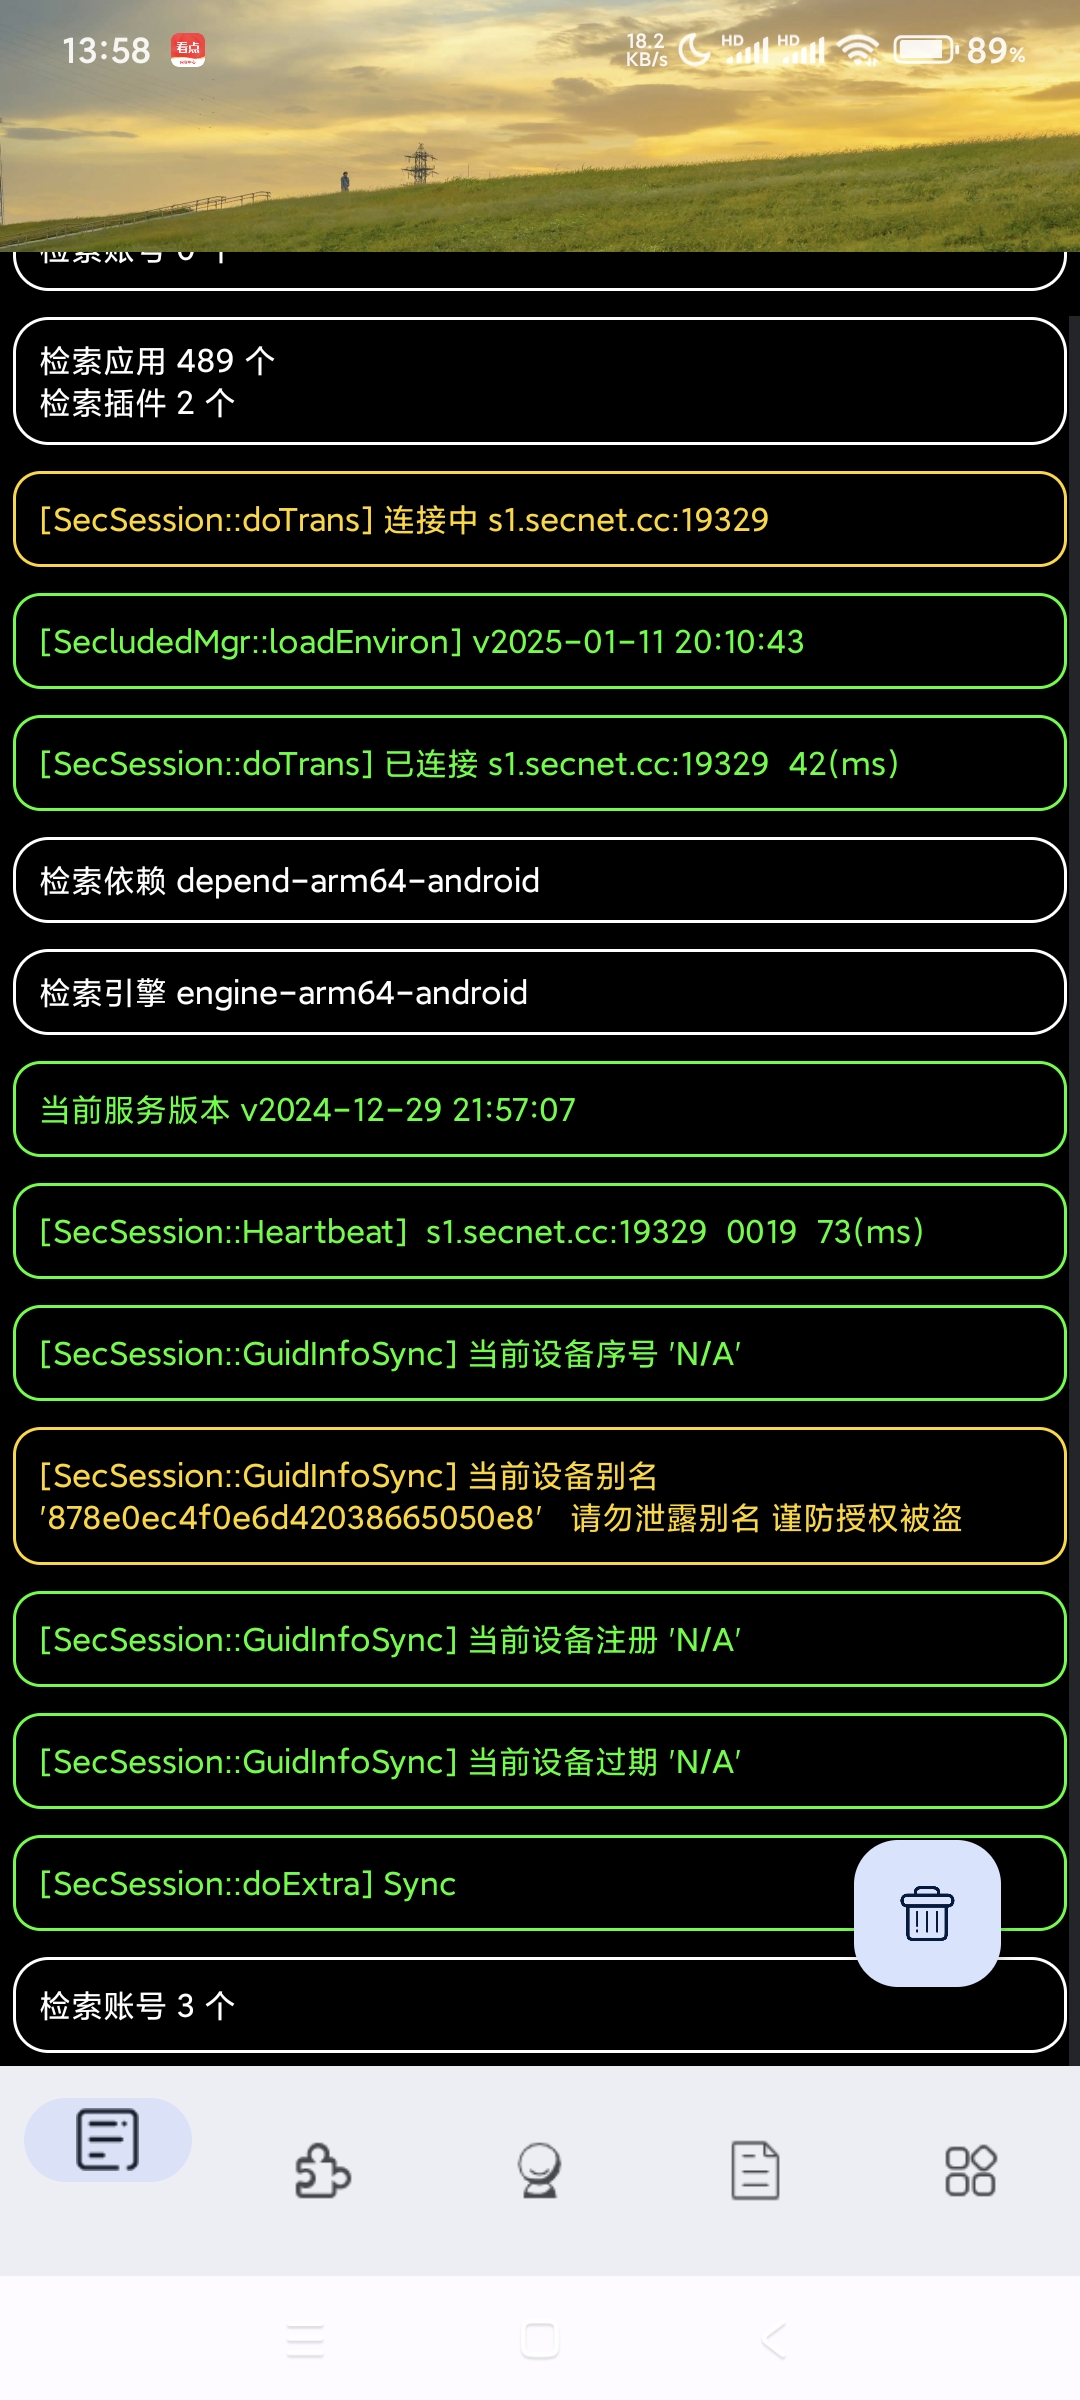 13:58 看点 18.2 KB/s HD HD 89%
检索应用 489 个
检索插件 2 个
[SecSession::doTrans] 连接中 s1.secnet.cc:19329
[SecludedMgr::loadEnviron] v2025-01-11 20:10:43
[SecSession::doTrans] 已连接 s1.secnet.cc:19329  42(ms)
检索依赖 depend-arm64-android
检索引擎 engine-arm64-android
当前服务版本 v2024-12-29 21:57:07
[SecSession::Heartbeat]  s1.secnet.cc:19329  0019  73(ms)
[SecSession::GuidInfoSync] 当前设备序号 'N/A'
[SecSession::GuidInfoSync] 当前设备别名
'878e0ec4f0e6d42038665050e8'   请勿泄露别名 谨防授权被盗
[SecSession::GuidInfoSync] 当前设备注册 'N/A'
[SecSession::GuidInfoSync] 当前设备过期 'N/A'
[SecSession::doExtra] Sync
检索账号 3 个